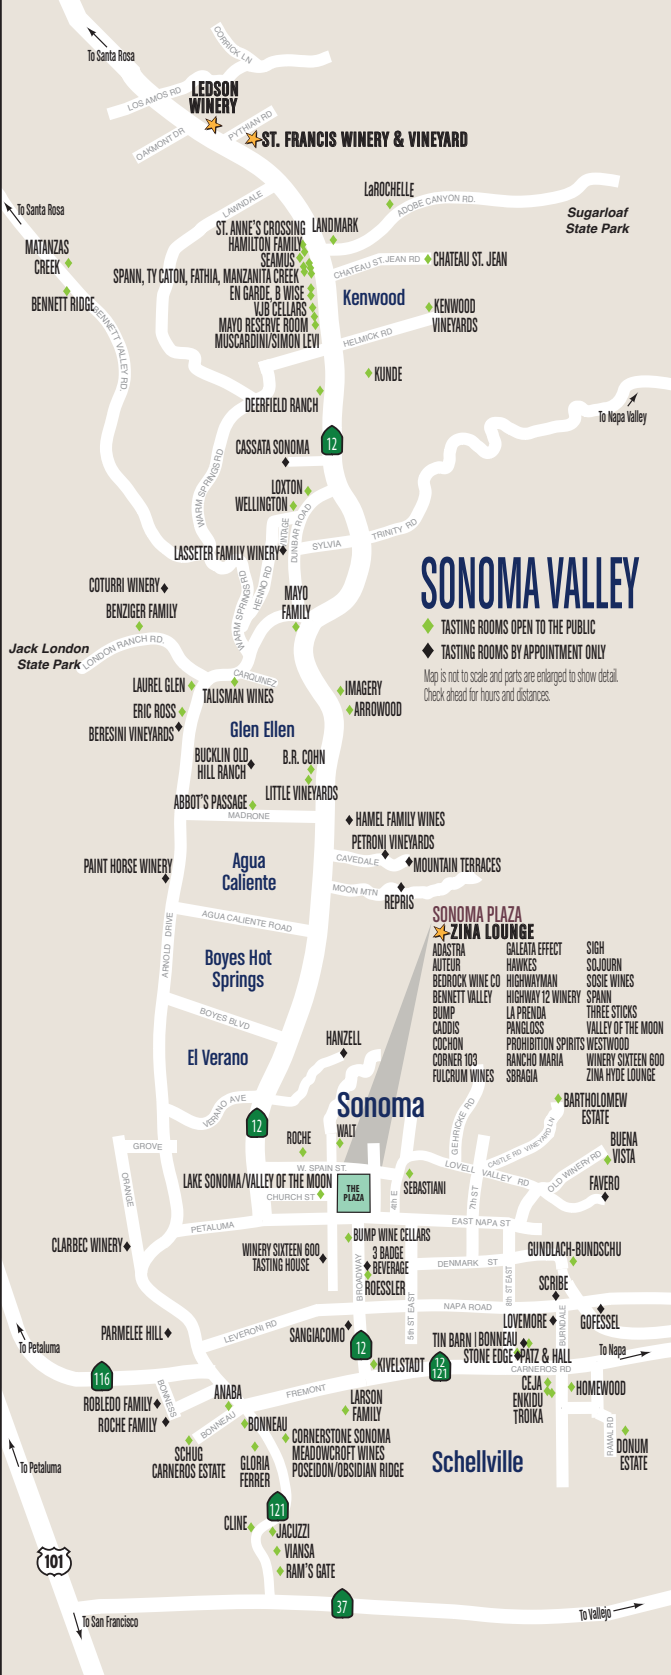 To Santa Rosa
CORRICK LN
LOS AMOS RD
LEDSON
WINERY
PYTHIAN RD
OAKMONT DR
ST. FRANCIS WINERY & VINEYARD
LaROCHELLE
ADOBE CANYON RD.
LAWNDALE
To Santa Rosa
Sugarloaf
State Park
ST. ANNE'S CROSSING
LANDMARK
HAMILTON FAMILY
MATANZAS
CREEK
SEAMUS
CHATEAU ST. JEAN RD
CHATEAU ST. JEAN
SPANN, TY CATON, FATHIA, MANZANITA CREEK
EN GARDE, B WISE
Kenwood
BENNETT RIDGE
VJB CELLARS
KENWOOD
VINEYARDS
MAYO RESERVE ROOM
MUSCARDINI/SIMON LEVI
BENNETT VALLEY RD
HELMICK RD
KUNDE
DEERFIELD RANCH
To Napa Valley
12
CASSATA SONOMA
WARM SPRINGS RD
LOXTON
WELLINGTON
VINTAGE
DUNBAR ROAD
TRINITY RD
SYLVIA
LASSETER FAMILY WINERY
SONOMA VALLEY
TASTING ROOMS OPEN TO THE PUBLIC
TASTING ROOMS BY APPOINTMENT ONLY
Map is not to scale and parts are enlarged to show detail.
Check ahead for hours and distances.
COTURRI WINERY
HENNO RD
WARM SPRINGS RD
MAYO
FAMILY
BENZIGER FAMILY
Jack London
State Park
LONDON RANCH RD.
CARQUINEZ
LAUREL GLEN
TALISMAN WINES
IMAGERY
ARROWOOD
ERIC ROSS
BERESINI VINEYARDS
Glen Ellen
BUCKLIN OLD
HILL RANCH
B.R. COHN
LITTLE VINEYARDS
ABBOT'S PASSAGE
MADRONE
HAMEL FAMILY WINES
PETRONI VINEYARDS
CAVEDALE
MOUNTAIN TERRACES
PAINT HORSE WINERY
Agua
Caliente
MOON MTN
REPRIS
SONOMA PLAZA
ZINA LOUNGE
ADASTRA
AUTEUR
BEDROCK WINE CO
BENNETT VALLEY
BUMP
CADDIS
COCHON
CORNER 103
FULCRUM WINES
GALEATA EFFECT
HAWKES
HIGHWAYMAN
HIGHWAY 12 WINERY
LA PRENDA
PANGLOSS
PROHIBITION SPIRITS
RANCHO MARIA
SBRAGIA
SIGH
SOJOURN
SOSIE WINES
SPANN
THREE STICKS
VALLEY OF THE MOON
WESTWOOD
WINERY SIXTEEN 600
ZINA HYDE LOUNGE
AGUA CALIENTE ROAD
ARNOLD DRIVE
Boyes Hot
Springs
BOYES BLVD
El Verano
HANZELL
VERANO AVE
12
Sonoma
GEHRICKE RD
BARTHOLOMEW
ESTATE
ROCHE
WALT
GROVE
CASTLE RD
VINEYARD LN
BUENA
VISTA
W. SPAIN ST.
LOVELL VALLEY RD
OLD WINERY RD
ORANGE
LAKE SONOMA/VALLEY OF THE MOON
CHURCH ST
THE
PLAZA
4th E
SEBASTIANI
7th ST
FAVERO
PETALUMA
EAST NAPA ST
CLARBEC WINERY
BUMP WINE CELLARS
WINERY SIXTEEN 600
TASTING HOUSE
3 BADGE
BEVERAGE
ROESSLER
BROADWAY
DENMARK ST
GUNDLACH-BUNDSCHU
5th ST EAST
8th ST EAST
SCRIBE
NAPA ROAD
BURNDALE
GOFESSEL
LEVERONI RD
LOVEMORE
PARMELEE HILL
SANGIACOMO
TIN BARN | BONNEAU
STONE EDGE
PATZ & HALL
To Napa
To Petaluma
12
KIVELSTADT
12
121
CARNEROS RD
116
BONNESS
CEJA
ENKIDU
TROIKA
HOMEWOOD
ROBLEDO FAMILY
ANABA
FREMONT
LARSON
FAMILY
ROCHE FAMILY
BONNEAU
BONNEAU
RAMAL RD
SCHUG
CARNEROS ESTATE
GLORIA
FERRER
CORNERSTONE SONOMA
MEADOWCROFT WINES
POSEIDON/OBSIDIAN RIDGE
Schellville
DONUM
ESTATE
To Petaluma
121
CLINE
JACUZZI
VIANSA
RAM'S GATE
101
37
To San Francisco
To Vallejo